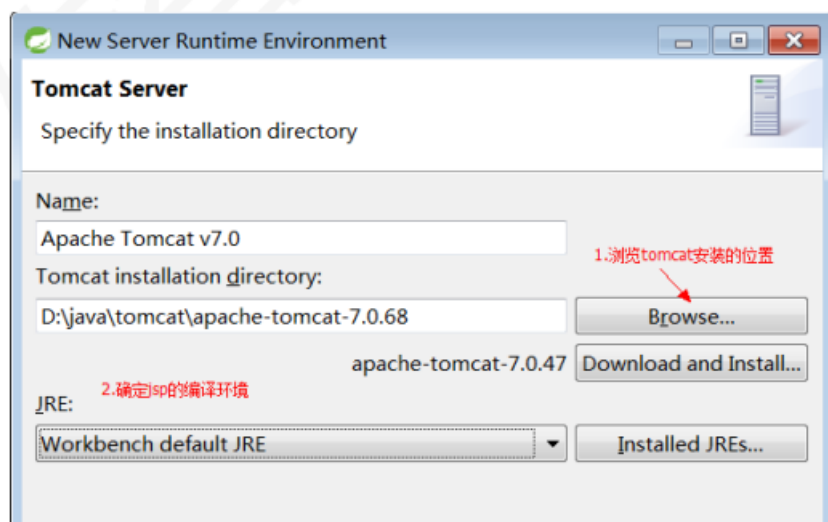 New Server Runtime Environment
Tomcat Server
Specify the installation directory
Name:
Apache Tomcat v7.0
1.浏览tomcat安装的位置
Tomcat installation directory:
D:\java\tomcat\apache-tomcat-7.0.68
Browse...
apache-tomcat-7.0.47
Download and Install...
2.确定jsp的编译环境
JRE:
Workbench default JRE
Installed JREs...